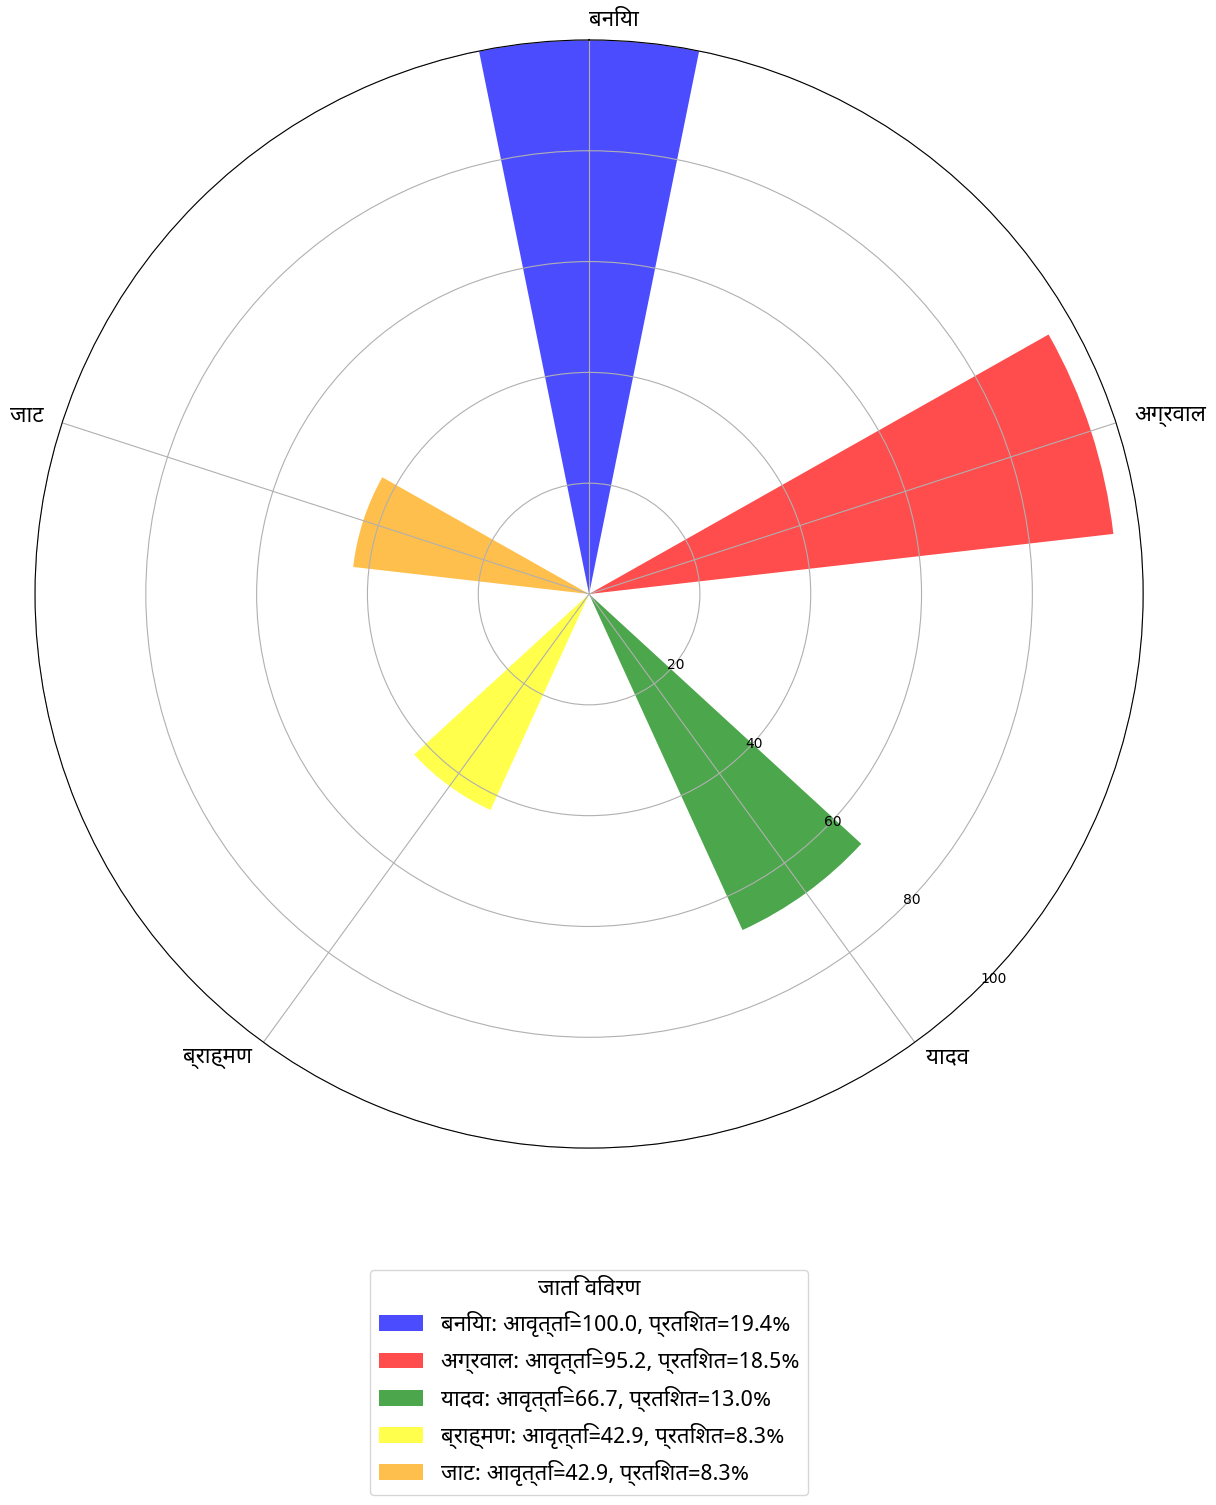 बनिया
अग्रवाल
जाट
20
40
60
80
100
ब्राह्मण
यादव
जाति विवरण
बनिया: आवृत्ति=100.0, प्रतिशत=19.4%
अग्रवाल: आवृत्ति=95.2, प्रतिशत=18.5%
यादव: आवृत्ति=66.7, प्रतिशत=13.0%
ब्राह्मण: आवृत्ति=42.9, प्रतिशत=8.3%
जाट: आवृत्ति=42.9, प्रतिशत=8.3%